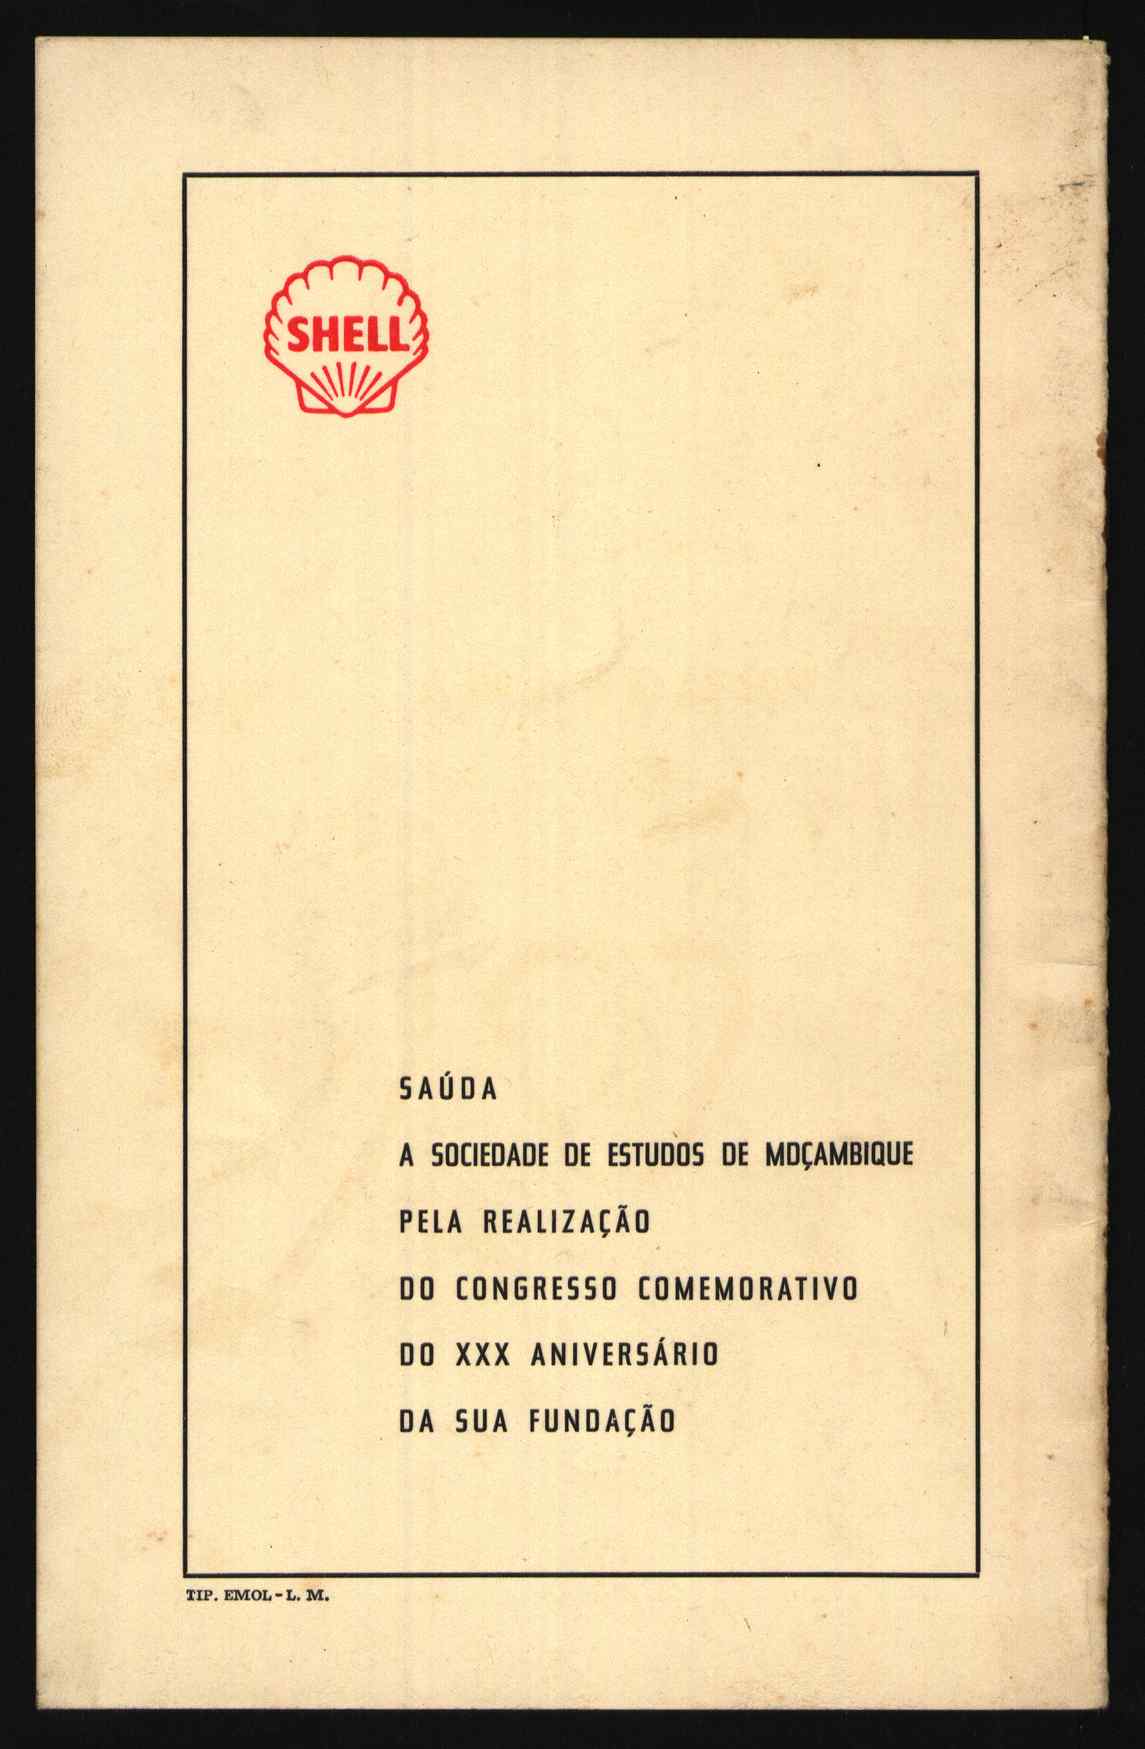 SHELL
SAÚDA
A SOCIEDADE DE ESTUDOS DE MOÇAMBIQUE
PELA REALIZAÇÃO
DO CONGRESSO COMEMORATIVO
DO XXX ANIVERSÁRIO
DA SUA FUNDAÇÃO
TIP. EMOL - L. M.